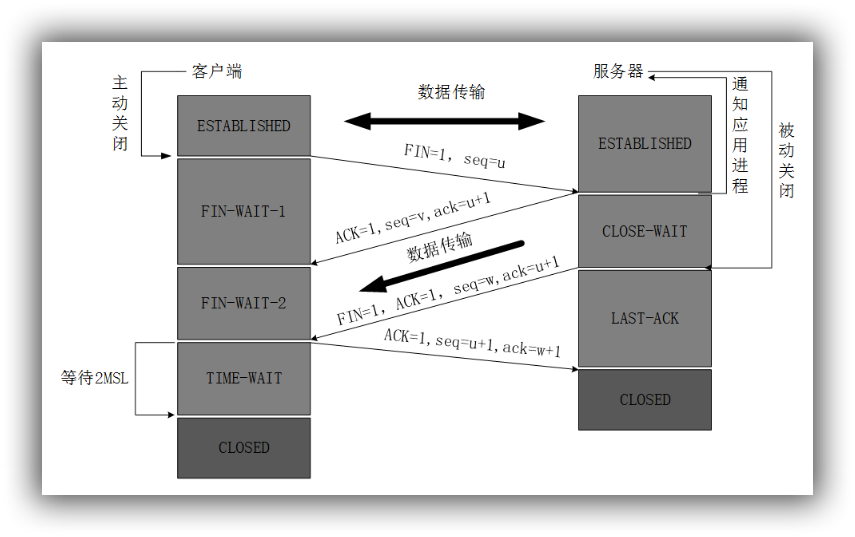 客户端
服务器
主动关闭
数据传输
通知应用进程
被动关闭
ESTABLISHED
ESTABLISHED
FIN=1, seq=u
FIN-WAIT-1
ACK=1,seq=v,ack=u+1
CLOSE-WAIT
数据传输
FIN-WAIT-2
FIN=1, ACK=1, seq=w,ack=u+1
LAST-ACK
ACK=1,seq=u+1,ack=w+1
等待2MSL
TIME-WAIT
CLOSED
CLOSED